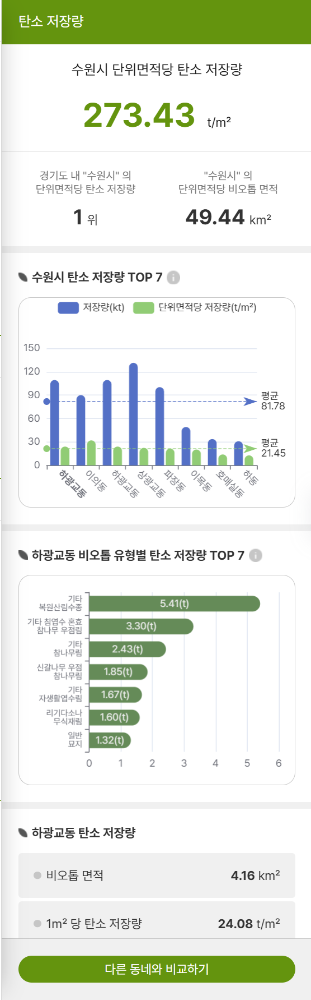 탄소 저장량
수원시 단위면적당 탄소 저장량
273.43 t/m²
경기도 내 "수원시" 의
단위면적당 탄소 저장량
1 위
"수원시" 의
단위면적당 비오톱 면적
49.44 km²
수원시 탄소 저장량 TOP 7
저장량(kt) 단위면적당 저장량(t/m²)
150
120
90
60
30
0
평균
81.78
평균
21.45
하광교동 이의동 하광교동 상광교동 파장동 이목동 호매실동 하동
하광교동 비오톱 유형별 탄소 저장량 TOP 7
기타
복원산림수종
5.41(t)
기타 침엽수 혼효
참나무 우점림
3.30(t)
기타
참나무림
2.43(t)
신갈나무 우점
참나무림
1.85(t)
기타
자생활엽수림
1.67(t)
리기다소나
무식재림
1.60(t)
일반
묘지
1.32(t)
0 1 2 3 4 5 6
하광교동 탄소 저장량
비오톱 면적 4.16 km²
1m² 당 탄소 저장량 24.08 t/m²
다른 동네와 비교하기